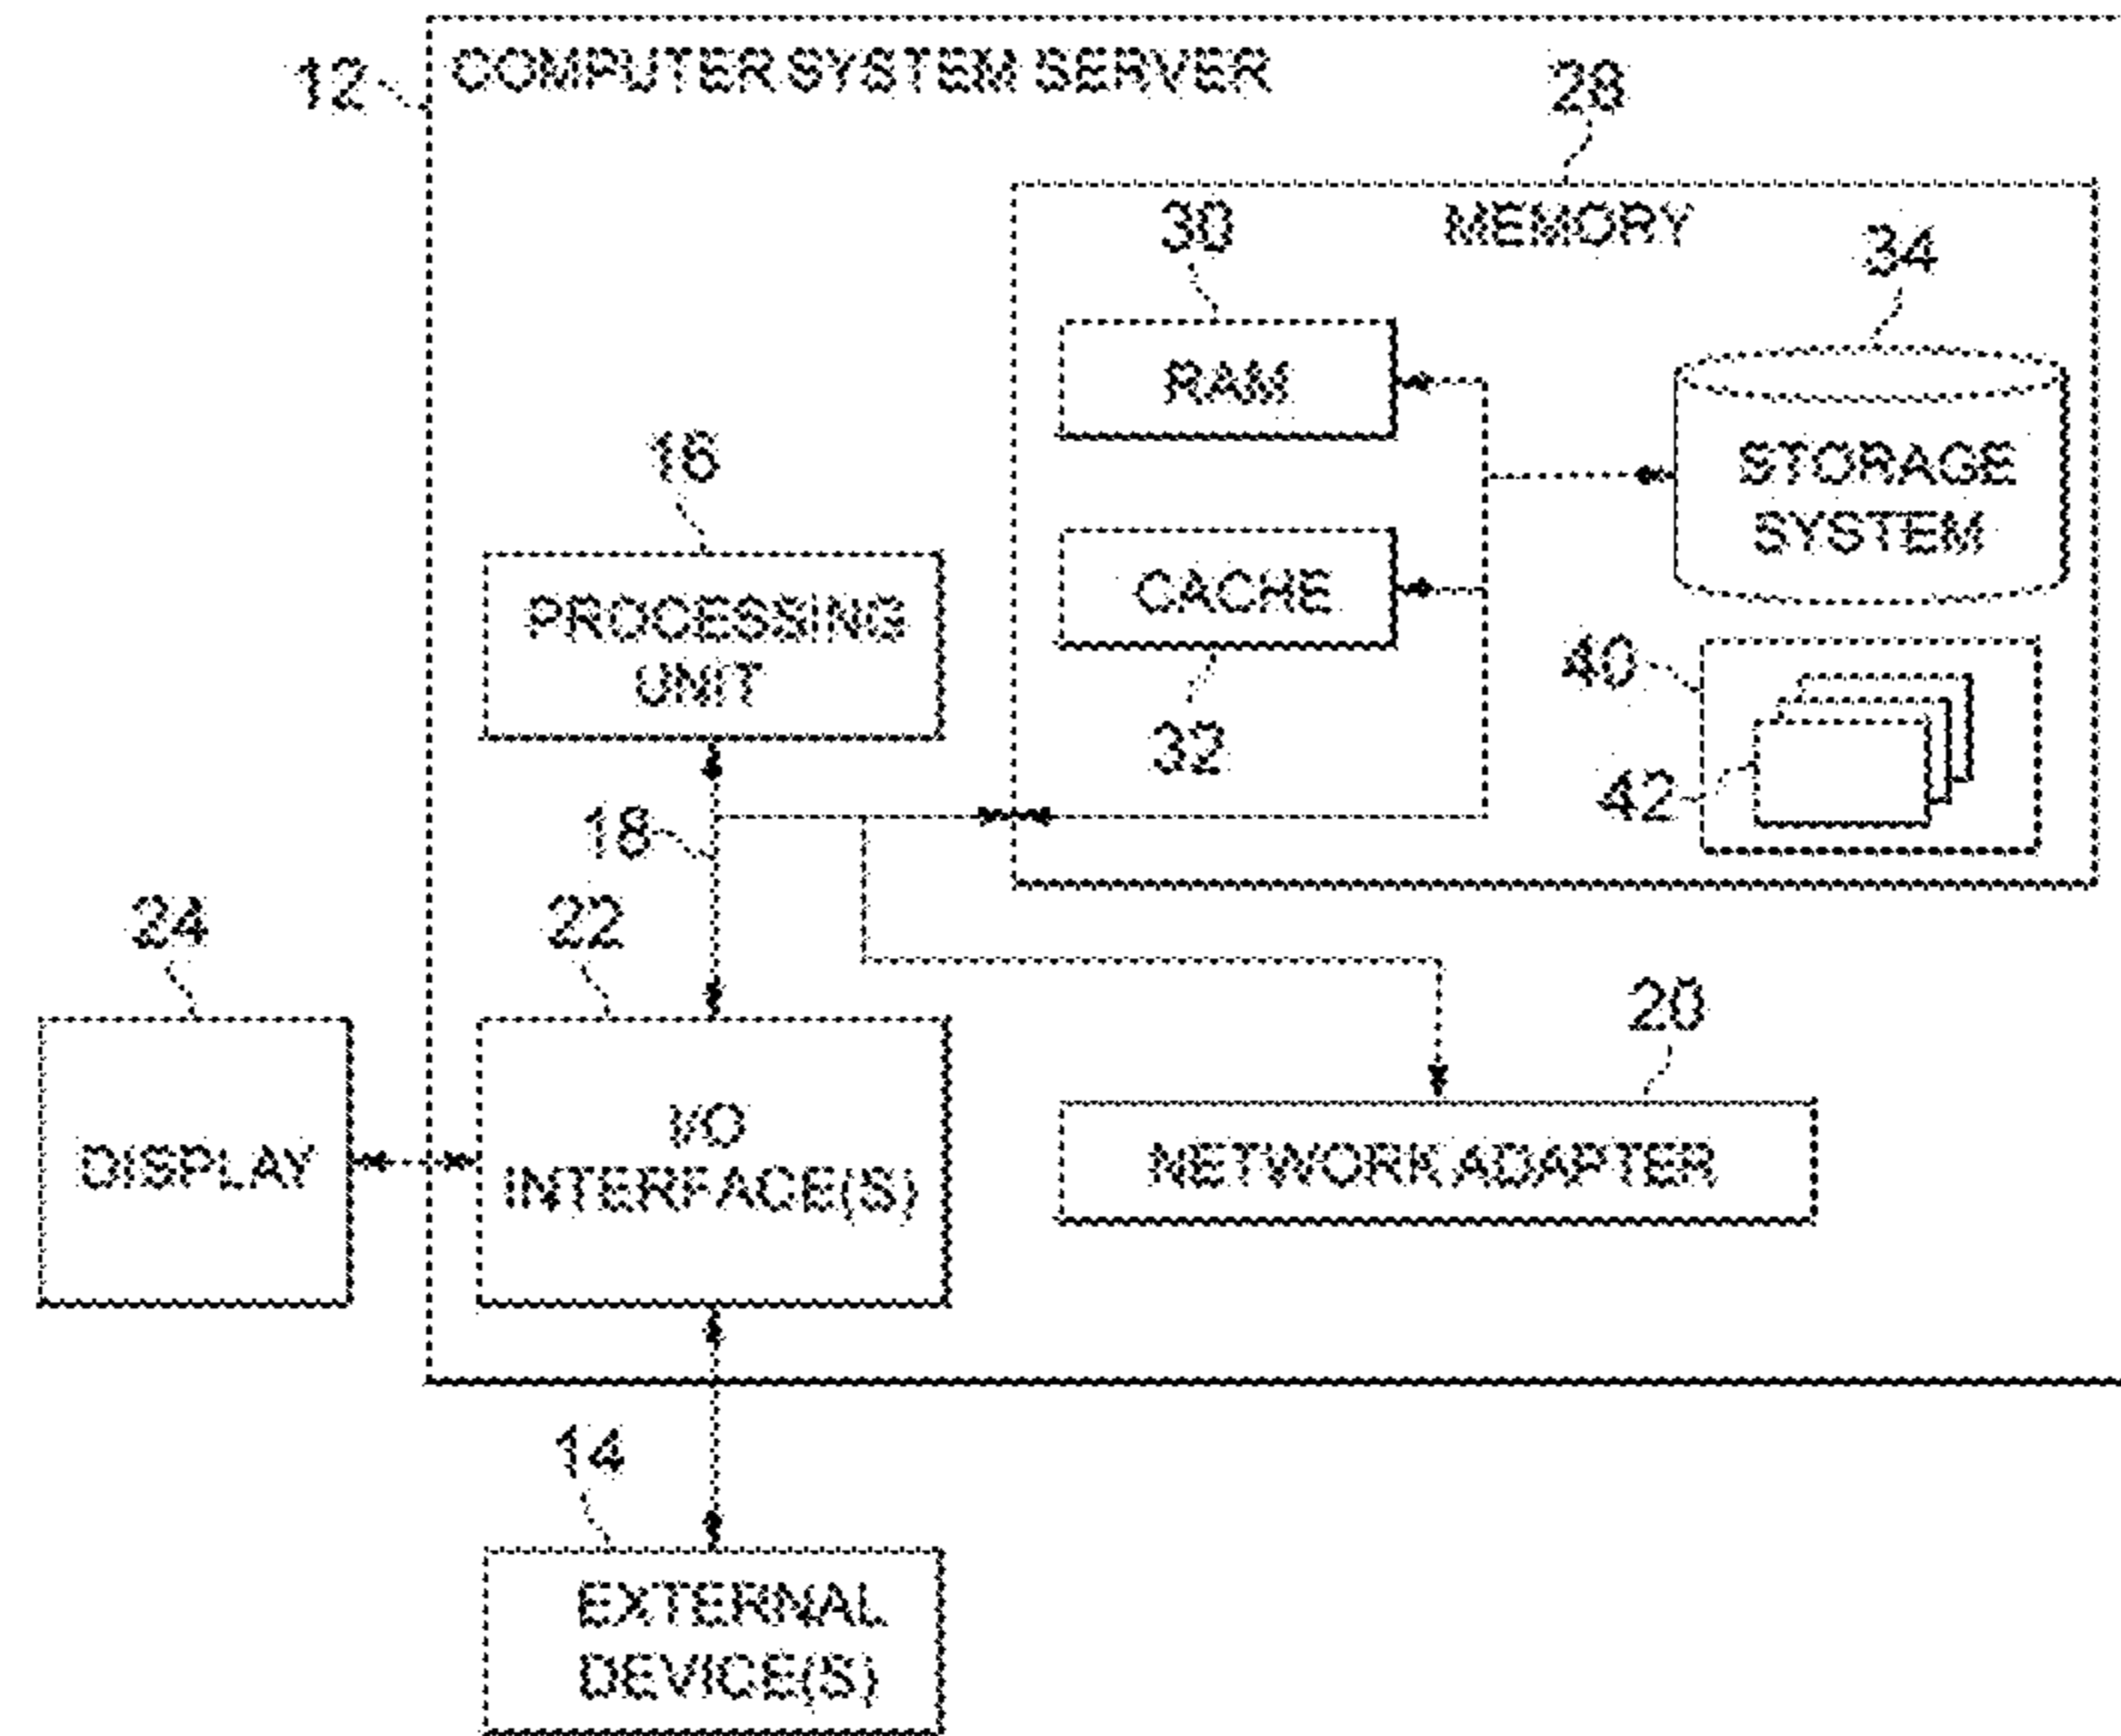 12
COMPUTER SYSTEM SERVER
28
MEMORY
30
34
RAM
STORAGE
SYSTEM
16
PROCESSING
UNIT
CACHE
32
40
42
18
24
22
20
DISPLAY
I/O
INTERFACE(S)
NETWORK ADAPTER
14
EXTERNAL
DEVICE(S)